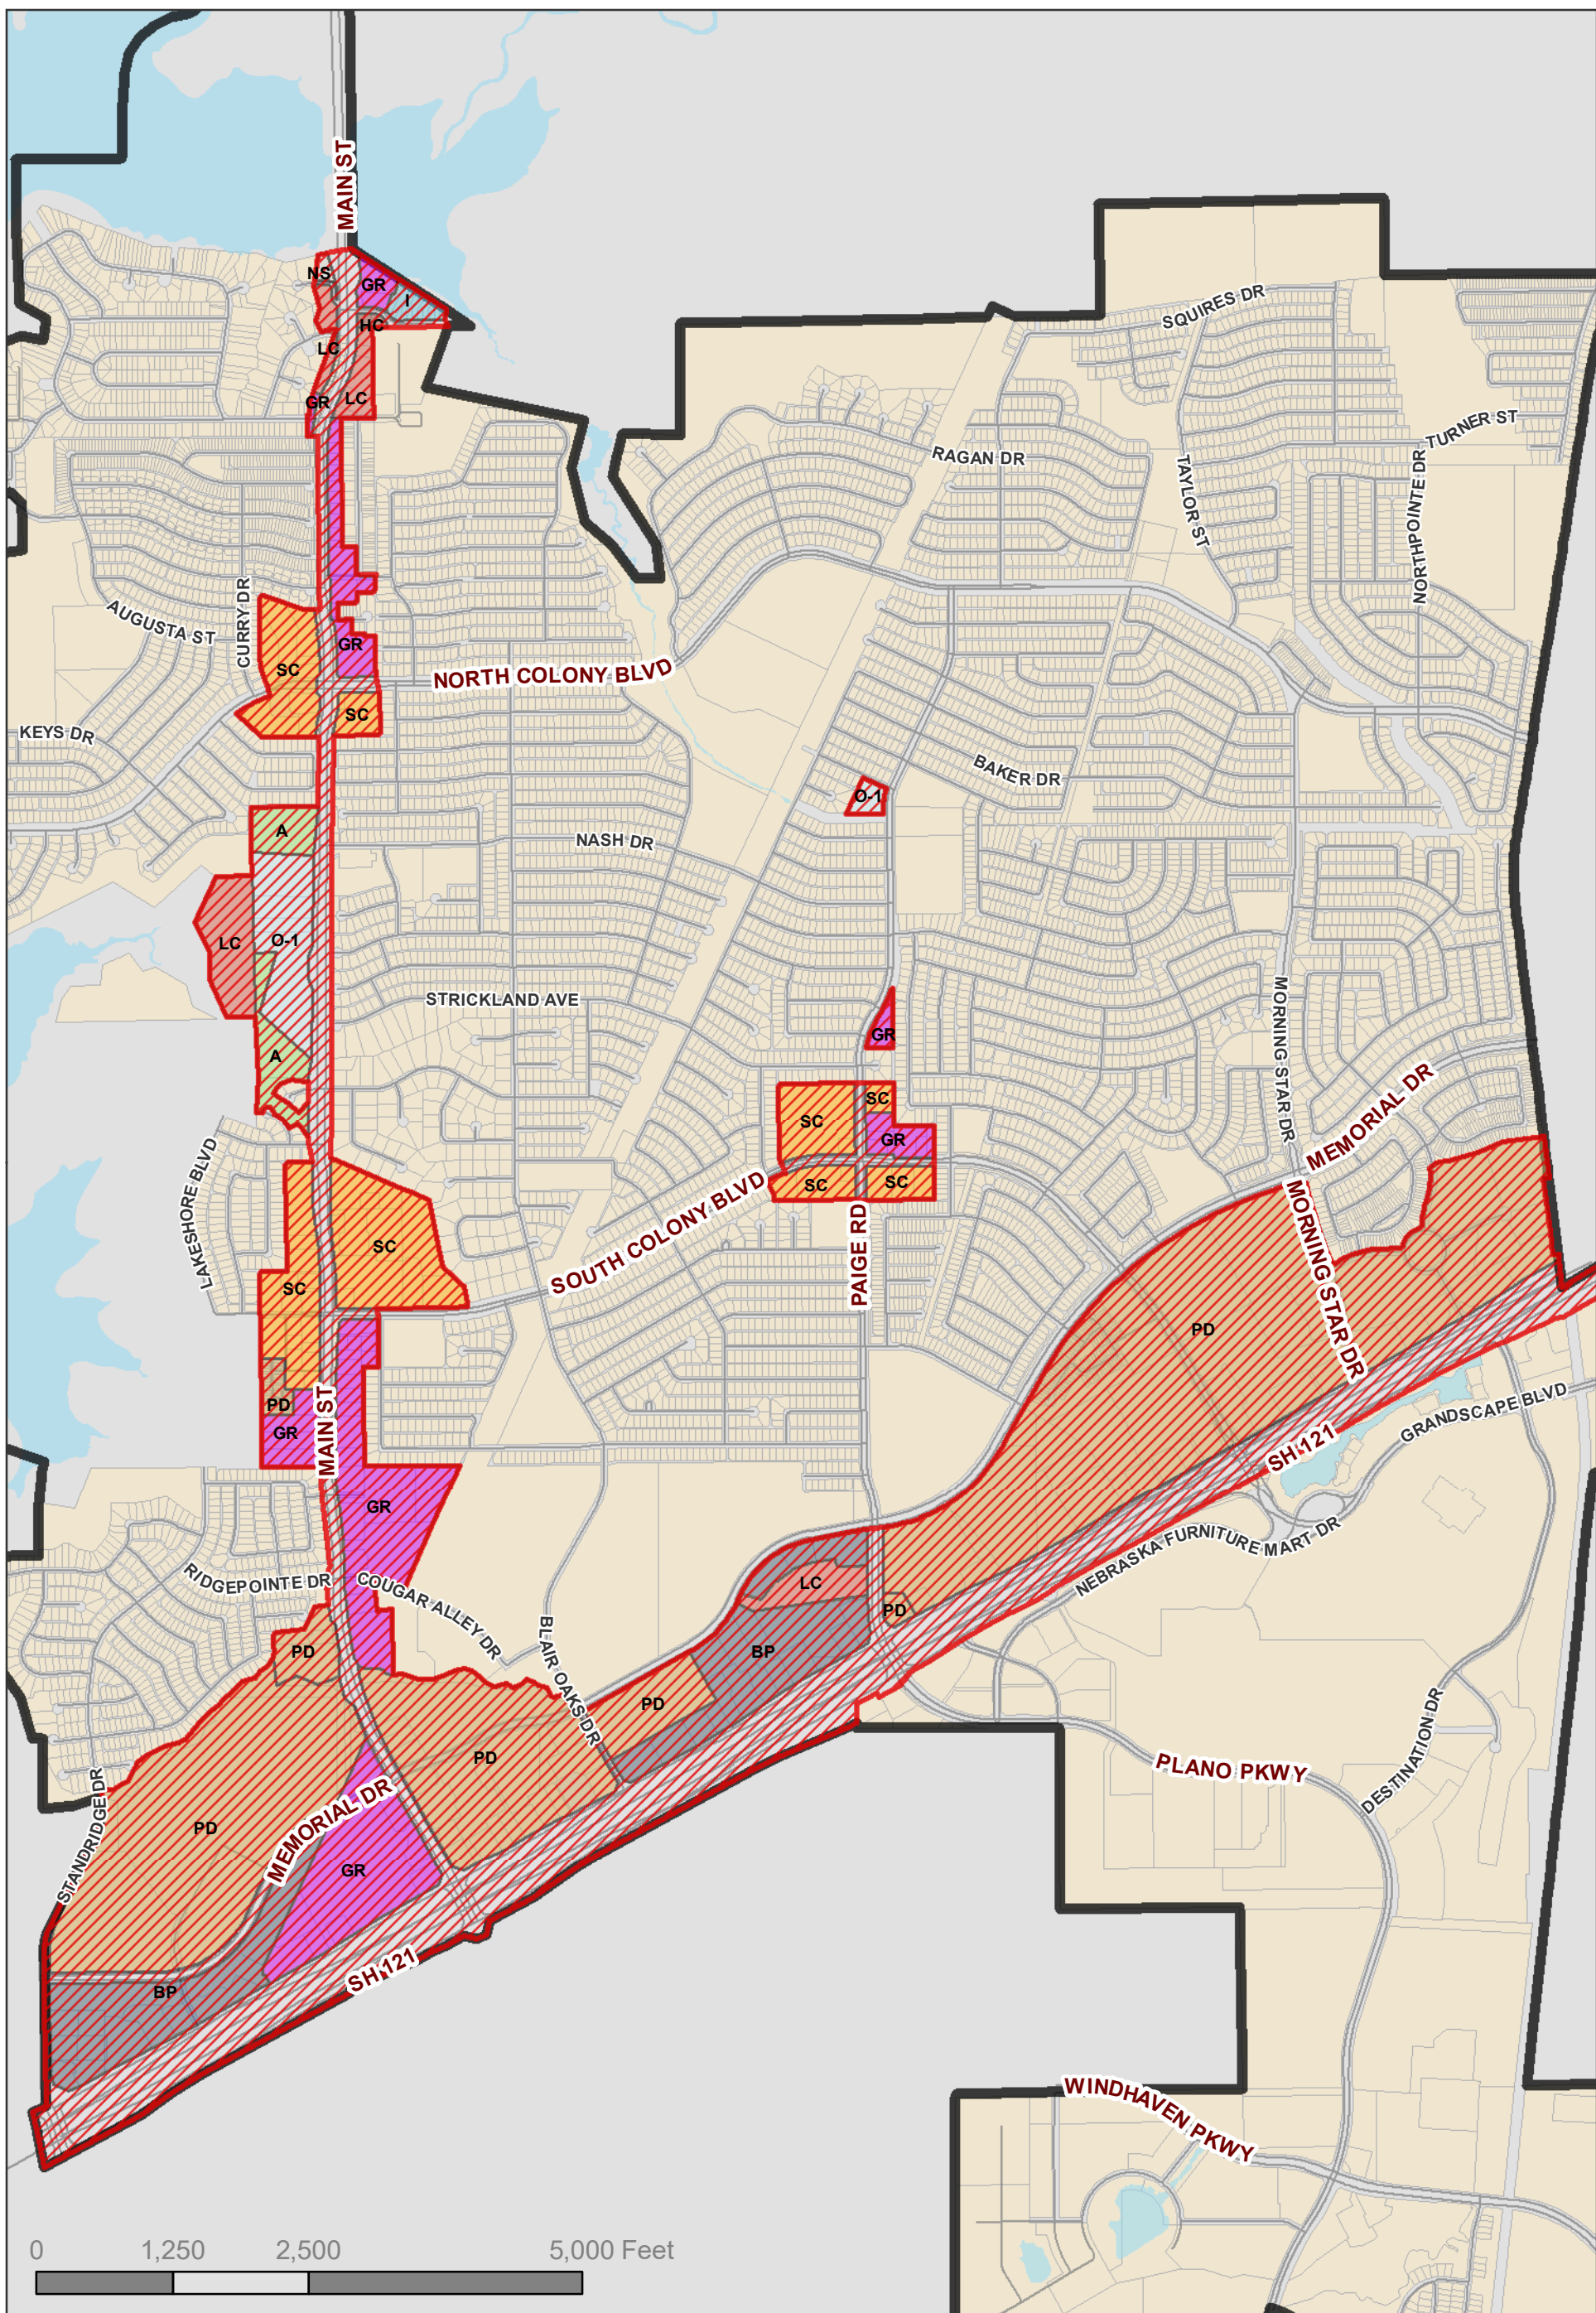 MAIN ST
NS
GR
I
HC
LC
GR
LC
SQUIRES DR
TURNER ST
RAGAN DR
TAYLOR ST
NORTHPOINTE DR
CURRY DR
AUGUSTA ST
GR
SC
NORTH COLONY BLVD
SC
KEYS DR
BAKER DR
O-1
A
NASH DR
LC
O-1
STRICKLAND AVE
MORNING STAR DR
GR
A
MEMORIAL DR
SC
SC
GR
LAKESHORE BLVD
SC
SC
SOUTH COLONY BLVD
PAIGE RD
MORNING STAR DR
SC
SC
PD
PD
GR
MAIN ST
GRANDSCAPE BLVD
SH 121
GR
NEBRASKA FURNITURE MART DR
RIDGEPOINTE DR
COUGAR ALLEY DR
LC
PD
BLAIR OAKS DR
PD
BP
PD
PD
DESTINATION DR
PLANO PKWY
STANDRIDGE DR
PD
MEMORIAL DR
GR
SH 121
BP
WINDHAVEN PKWY
0 1,250 2,500 5,000 Feet